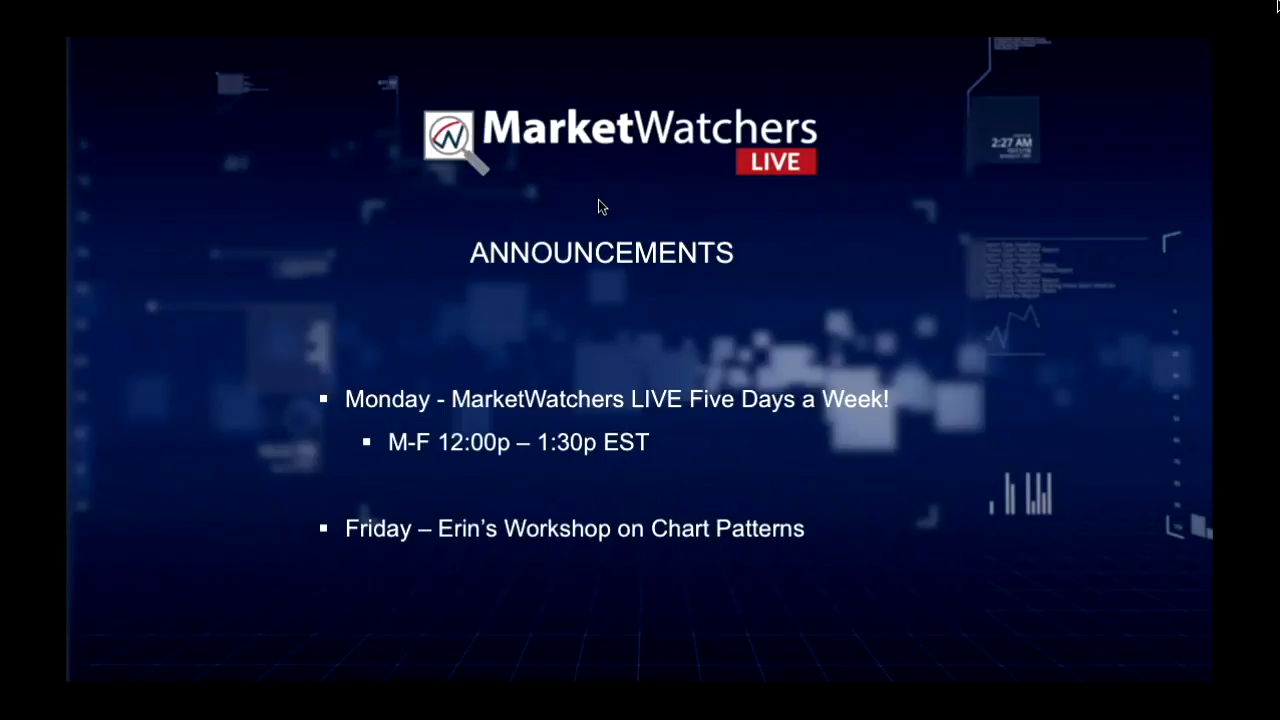 MarketWatchers
LIVE
2:27 AM
ANNOUNCEMENTS
▪ Monday - MarketWatchers LIVE Five Days a Week!
▪ M-F 12:00p – 1:30p EST
▪ Friday – Erin’s Workshop on Chart Patterns